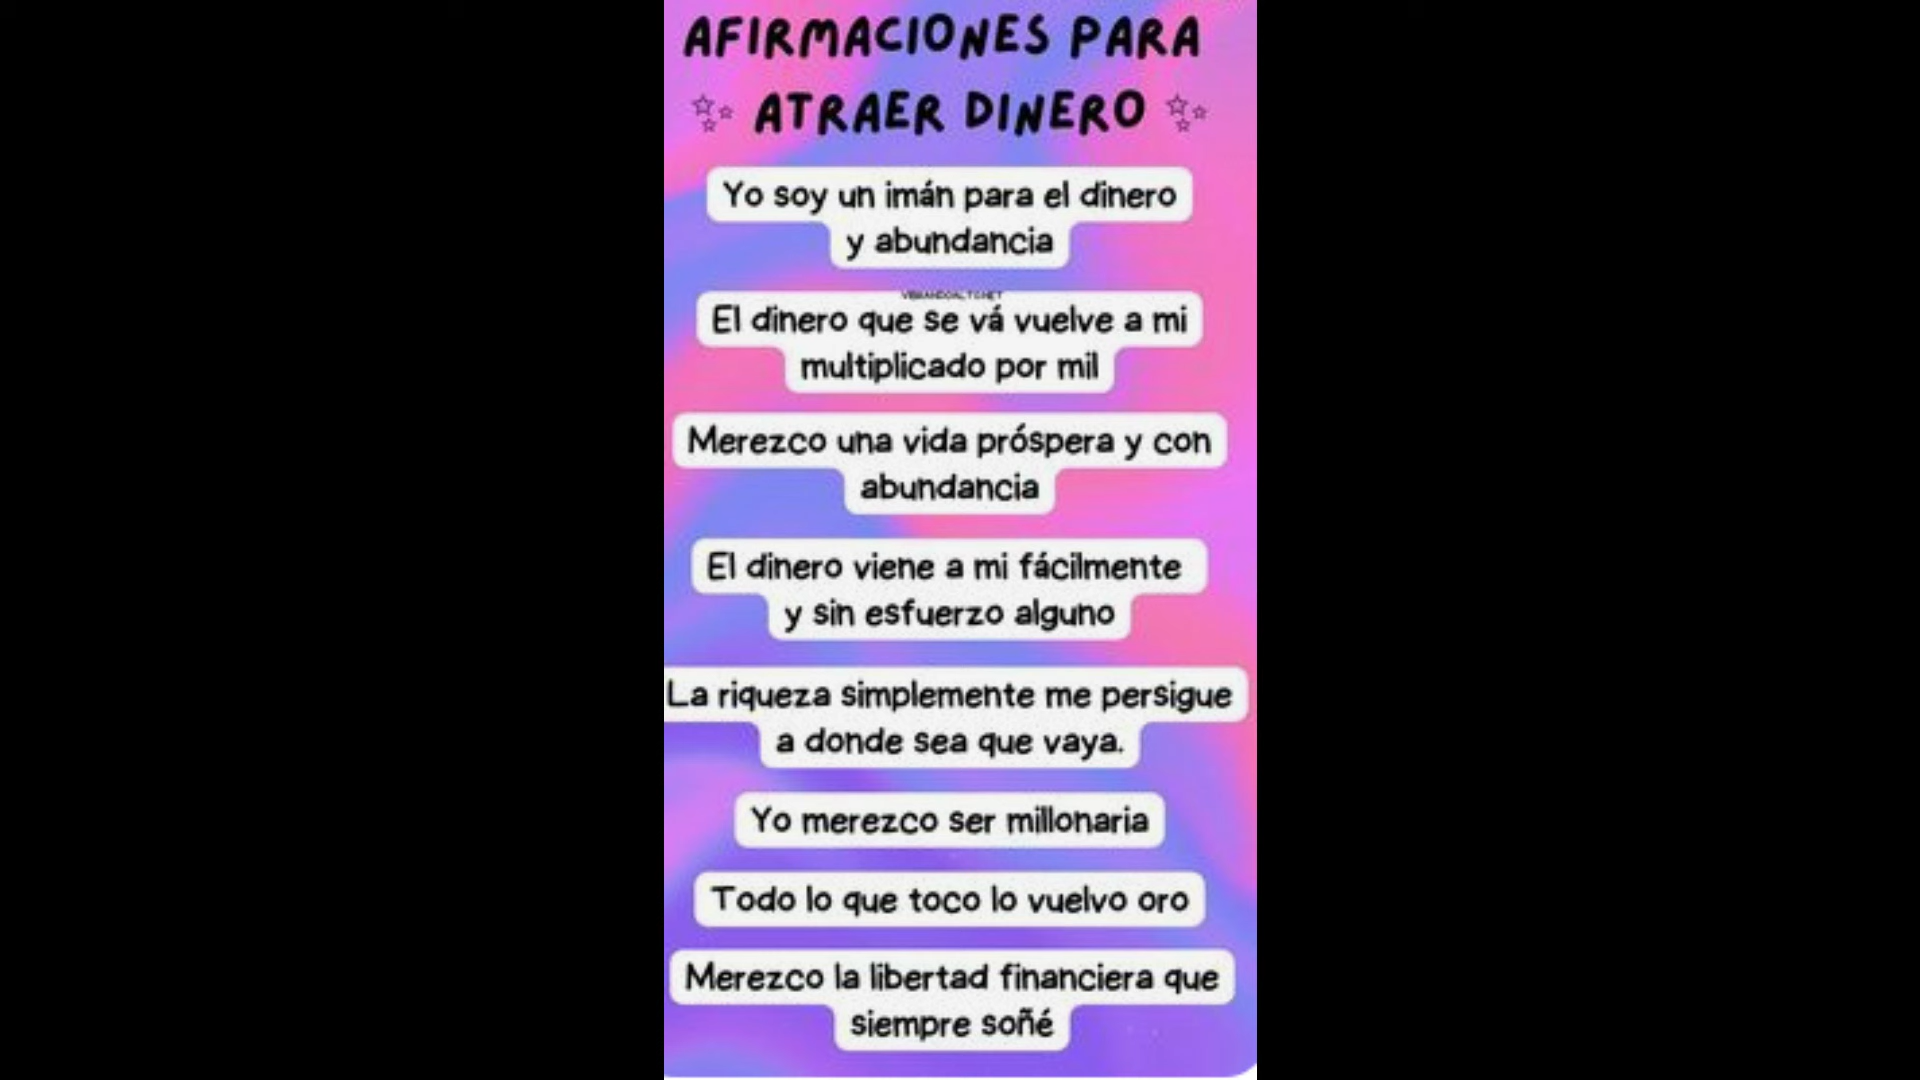 AFIRMACIONES PARA
ATRAER DINERO
Yo soy un imán para el dinero
y abundancia
VIBRANDOALTO.NET
El dinero que se vá vuelve a mi
multiplicado por mil
Merezco una vida próspera y con
abundancia
El dinero viene a mi fácilmente
y sin esfuerzo alguno
La riqueza simplemente me persigue
a donde sea que vaya.
Yo merezco ser millonaria
Todo lo que toco lo vuelvo oro
Merezco la libertad financiera que
siempre soñé